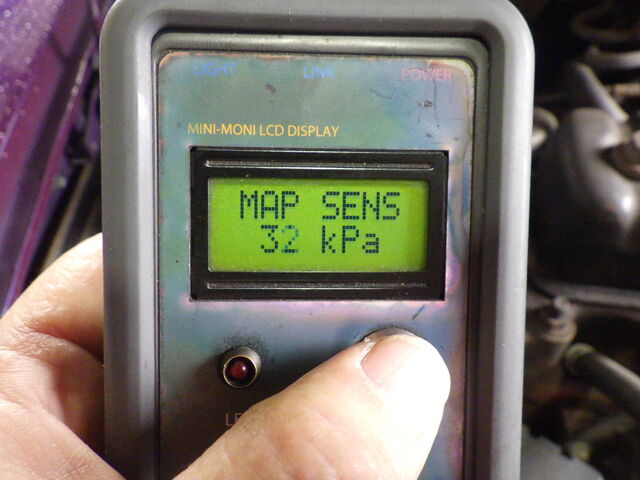 LIGHT LINK POWER
MINI-MONI LCD DISPLAY
MAP SENS
32 kPa